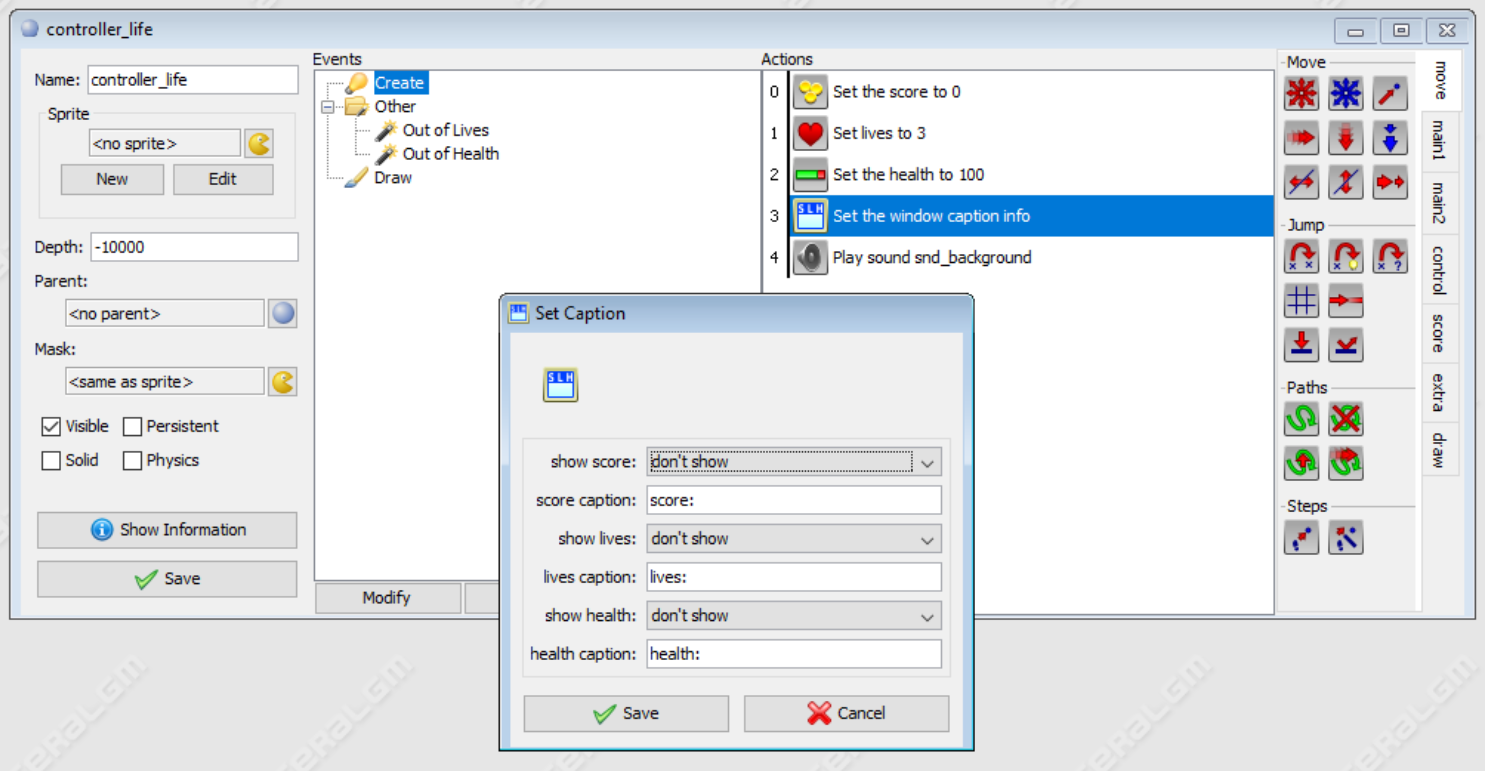 controller_life
Name: controller_life
Sprite
<no sprite>
New Edit
Depth: -10000
Parent:
<no parent>
Mask:
<same as sprite>
Visible Persistent
Solid Physics
Show Information
Save
Events
Create
Other
Out of Lives
Out of Health
Draw
Modify
Actions
0 Set the score to 0
1 Set lives to 3
2 Set the health to 100
3 SLH Set the window caption info
4 Play sound snd_background
SLH Set Caption
SLH
show score: don't show
score caption: score:
show lives: don't show
lives caption: lives:
show health: don't show
health caption: health:
Save Cancel
Move
Jump
Paths
Steps
move
main1
main2
control
score
extra
draw